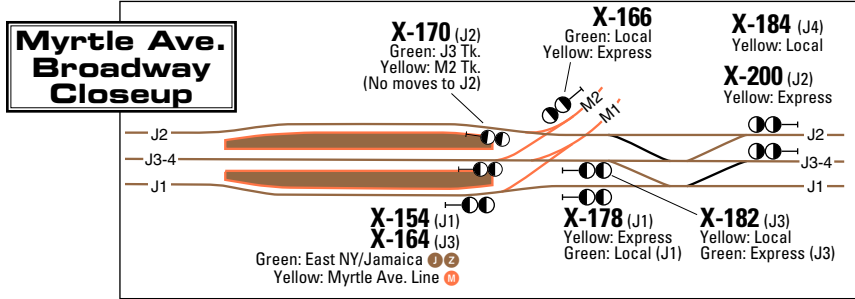 Myrtle Ave.
Broadway
Closeup
X-170 (J2)
Green: J3 Tk.
Yellow: M2 Tk.
(No moves to J2)
X-166
Green: Local
Yellow: Express
X-184 (J4)
Yellow: Local
X-200 (J2)
Yellow: Express
M2
M1
J2
J2
J3-4
J3-4
J1
J1
X-154 (J1)
X-164 (J3)
Green: East NY/Jamaica J Z
Yellow: Myrtle Ave. Line M
X-178 (J1)
Yellow: Express
Green: Local (J1)
X-182 (J3)
Yellow: Local
Green: Express (J3)